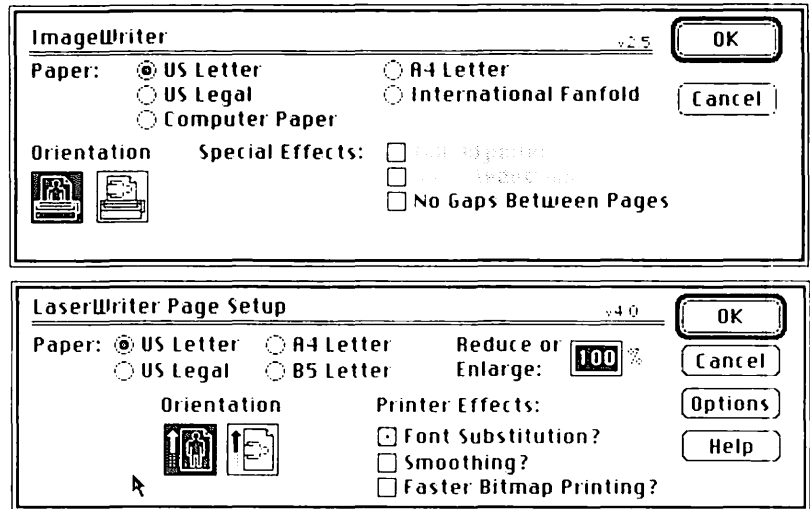 ImageWriter v2.5 OK
Paper: US Letter A4 Letter
US Legal International Fanfold Cancel
Computer Paper
Orientation Special Effects:
No Gaps Between Pages
LaserWriter Page Setup v4.0 OK
Paper: US Letter A4 Letter Reduce or 100 %
US Legal B5 Letter Enlarge: Cancel
Orientation Printer Effects: Options
Font Substitution? Help
Smoothing?
Faster Bitmap Printing?